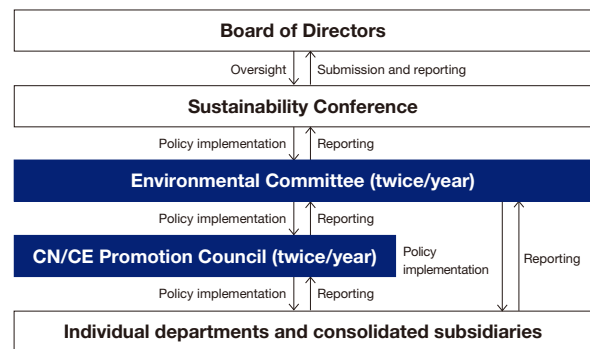 Board of Directors
Oversight
Submission and reporting
Sustainability Conference
Policy implementation
Reporting
Environmental Committee (twice/year)
Policy implementation
Reporting
CN/CE Promotion Council (twice/year)
Policy
implementation
Reporting
Policy implementation
Reporting
Individual departments and consolidated subsidiaries